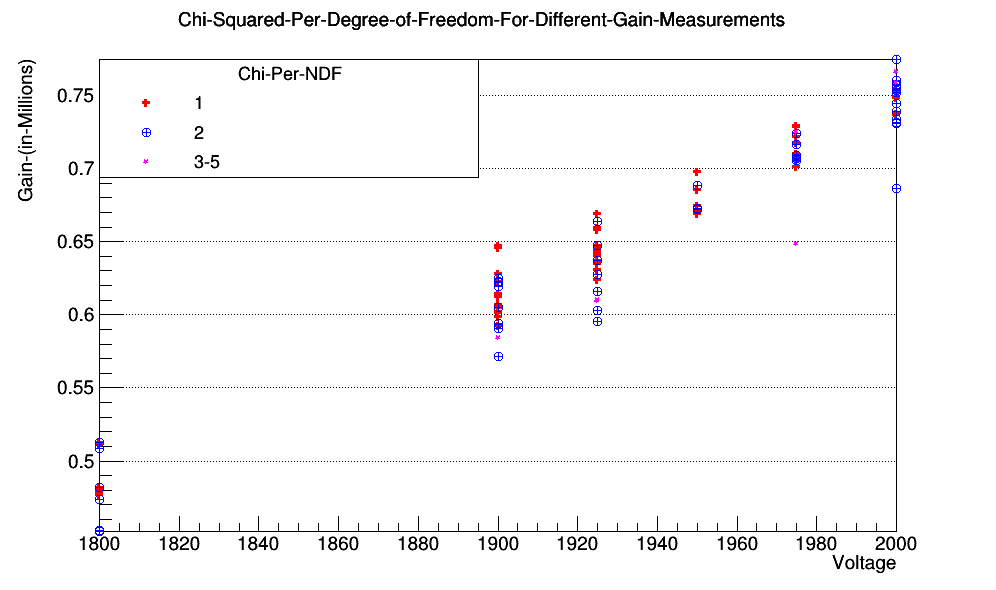 Chi-Squared-Per-Degree-of-Freedom-For-Different-Gain-Measurements
Gain-(in-Millions)
Chi-Per-NDF
1
2
3-5
0.75
0.7
0.65
0.6
0.55
0.5
1800 1820 1840 1860 1880 1900 1920 1940 1960 1980 2000
Voltage